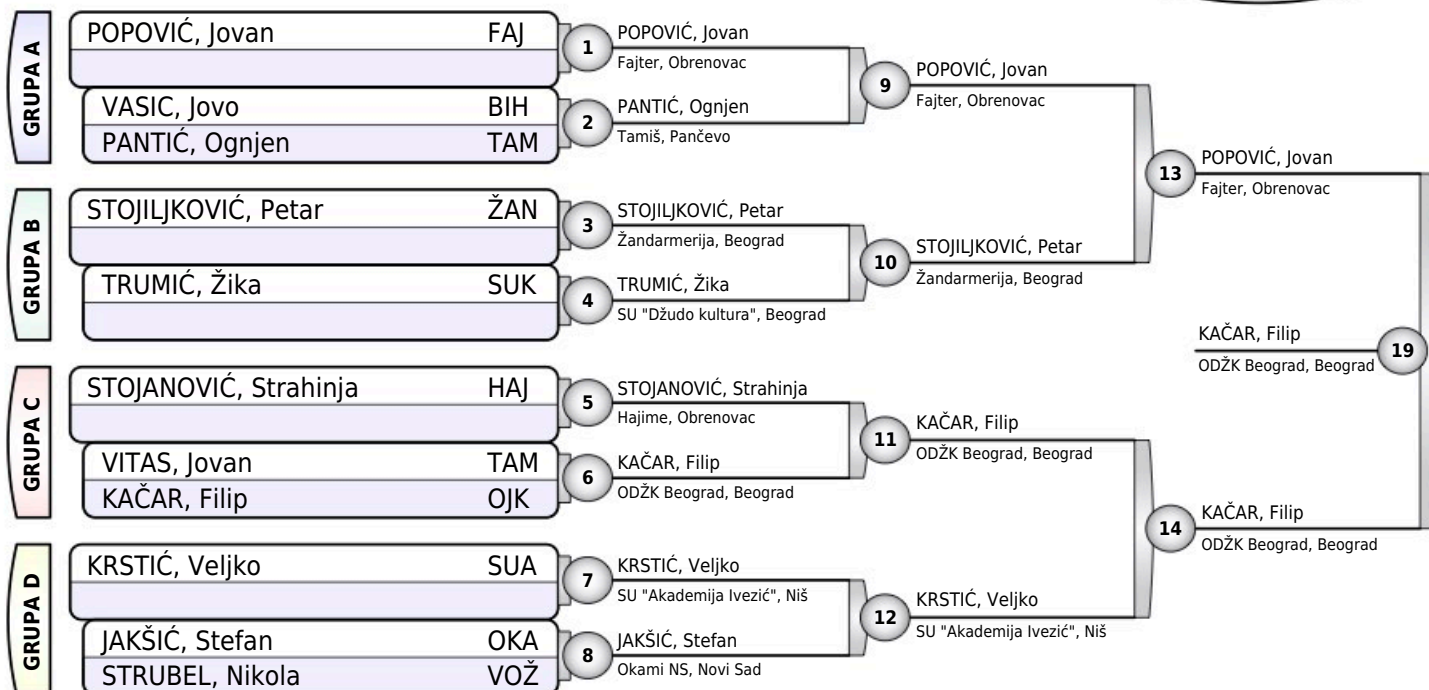 GRUPA A
POPOVIĆ, Jovan FAJ
VASIC, Jovo BIH
PANTIĆ, Ognjen TAM
GRUPA B
STOJILJKOVIĆ, Petar ŽAN
TRUMIĆ, Žika SUK
GRUPA C
STOJANOVIĆ, Strahinja HAJ
VITAS, Jovan TAM
KAČAR, Filip OJK
GRUPA D
KRSTIĆ, Veljko SUA
JAKŠIĆ, Stefan OKA
STRUBEL, Nikola VOŽ
1
POPOVIĆ, Jovan
Fajter, Obrenovac
2
PANTIĆ, Ognjen
Tamiš, Pančevo
3
STOJILJKOVIĆ, Petar
Žandarmerija, Beograd
4
TRUMIĆ, Žika
SU "Džudo kultura", Beograd
5
STOJANOVIĆ, Strahinja
Hajime, Obrenovac
6
KAČAR, Filip
ODŽK Beograd, Beograd
7
KRSTIĆ, Veljko
SU "Akademija Ivezić", Niš
8
JAKŠIĆ, Stefan
Okami NS, Novi Sad
9
POPOVIĆ, Jovan
Fajter, Obrenovac
10
STOJILJKOVIĆ, Petar
Žandarmerija, Beograd
11
KAČAR, Filip
ODŽK Beograd, Beograd
12
KRSTIĆ, Veljko
SU "Akademija Ivezić", Niš
13
POPOVIĆ, Jovan
Fajter, Obrenovac
14
KAČAR, Filip
ODŽK Beograd, Beograd
KAČAR, Filip
ODŽK Beograd, Beograd
19